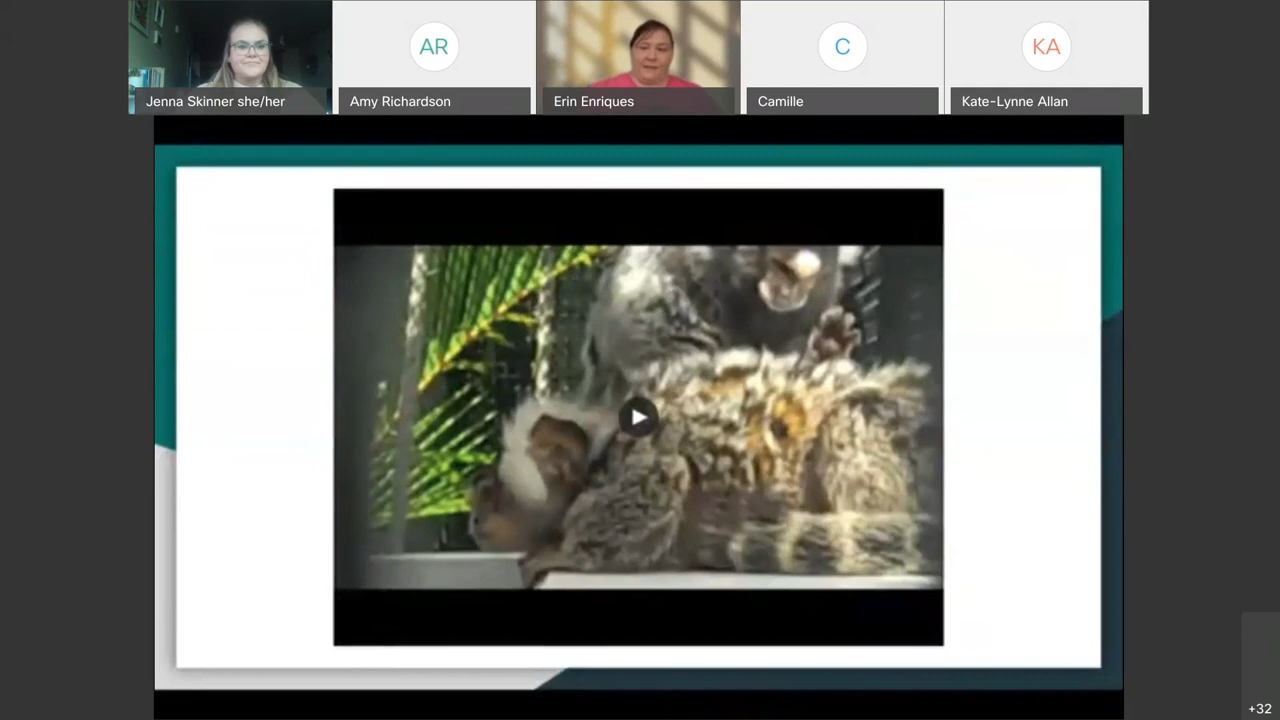 Jenna Skinner she/her
AR
Amy Richardson
Erin Enriques
C
Camille
KA
Kate-Lynne Allan
+32